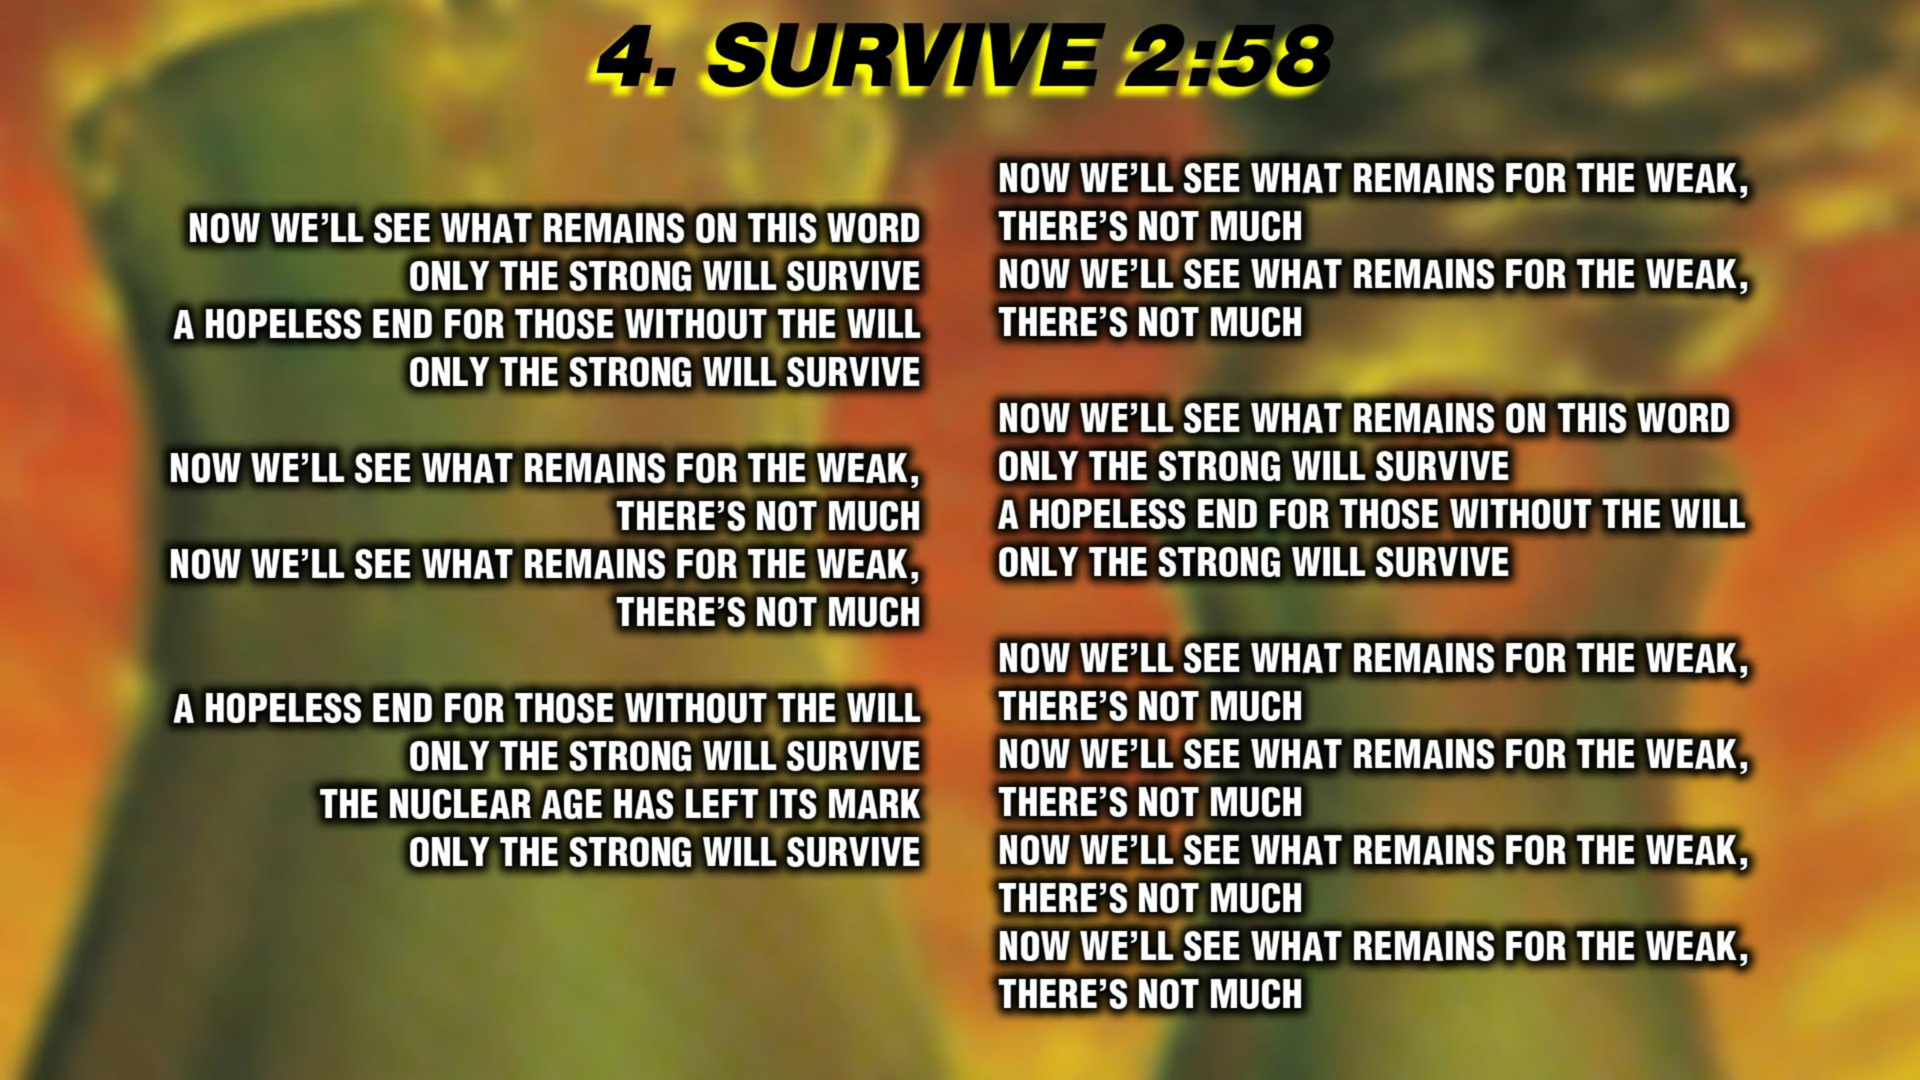 4. SURVIVE 2:58
NOW WE'LL SEE WHAT REMAINS ON THIS WORD
ONLY THE STRONG WILL SURVIVE
A HOPELESS END FOR THOSE WITHOUT THE WILL
ONLY THE STRONG WILL SURVIVE
NOW WE'LL SEE WHAT REMAINS FOR THE WEAK,
THERE'S NOT MUCH
NOW WE'LL SEE WHAT REMAINS FOR THE WEAK,
THERE'S NOT MUCH
A HOPELESS END FOR THOSE WITHOUT THE WILL
ONLY THE STRONG WILL SURVIVE
THE NUCLEAR AGE HAS LEFT ITS MARK
ONLY THE STRONG WILL SURVIVE
NOW WE'LL SEE WHAT REMAINS FOR THE WEAK,
THERE'S NOT MUCH
NOW WE'LL SEE WHAT REMAINS FOR THE WEAK,
THERE'S NOT MUCH
NOW WE'LL SEE WHAT REMAINS ON THIS WORD
ONLY THE STRONG WILL SURVIVE
A HOPELESS END FOR THOSE WITHOUT THE WILL
ONLY THE STRONG WILL SURVIVE
NOW WE'LL SEE WHAT REMAINS FOR THE WEAK,
THERE'S NOT MUCH
NOW WE'LL SEE WHAT REMAINS FOR THE WEAK,
THERE'S NOT MUCH
NOW WE'LL SEE WHAT REMAINS FOR THE WEAK,
THERE'S NOT MUCH
NOW WE'LL SEE WHAT REMAINS FOR THE WEAK,
THERE'S NOT MUCH